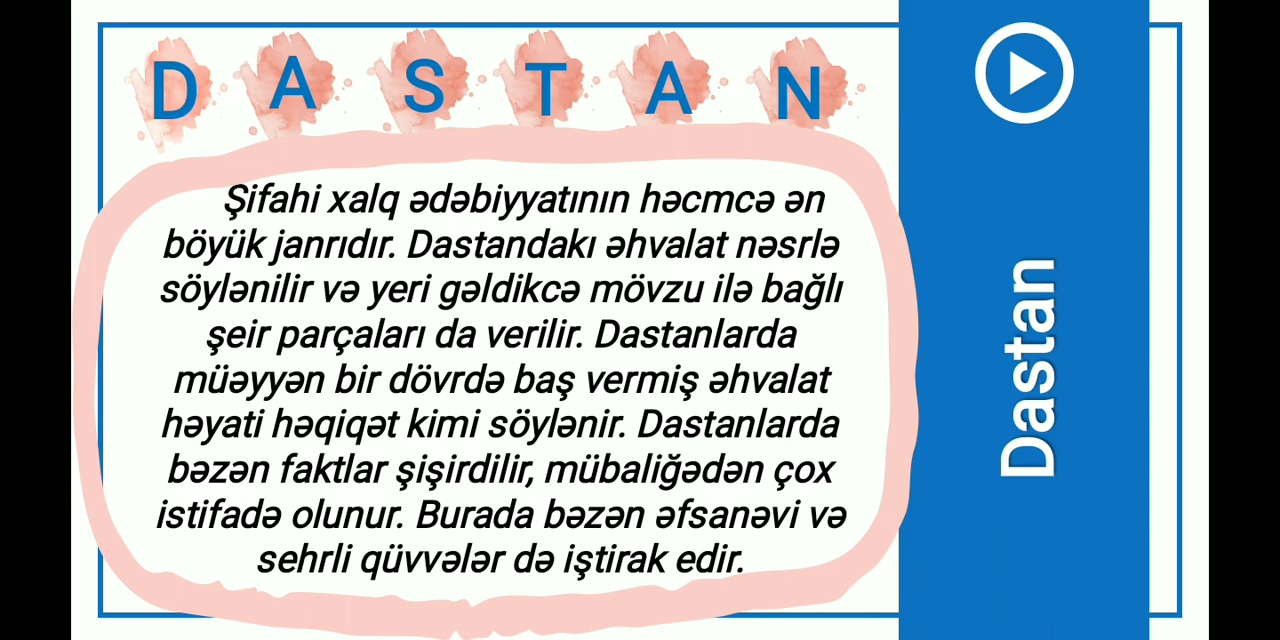 DASTAN
Şifahi xalq ədəbiyyatının həcmcə ən
böyük janrıdır. Dastandakı əhvalat nəsrlə
söylənilir və yeri gəldikcə mövzu ilə bağlı
şeir parçaları da verilir. Dastanlarda
müəyyən bir dövrdə baş vermiş əhvalat
həyati həqiqət kimi söylənir. Dastanlarda
bəzən faktlar şişirdilir, mübaliğədən çox
istifadə olunur. Burada bəzən əfsanəvi və
sehrli qüvvələr də iştirak edir.
Dastan